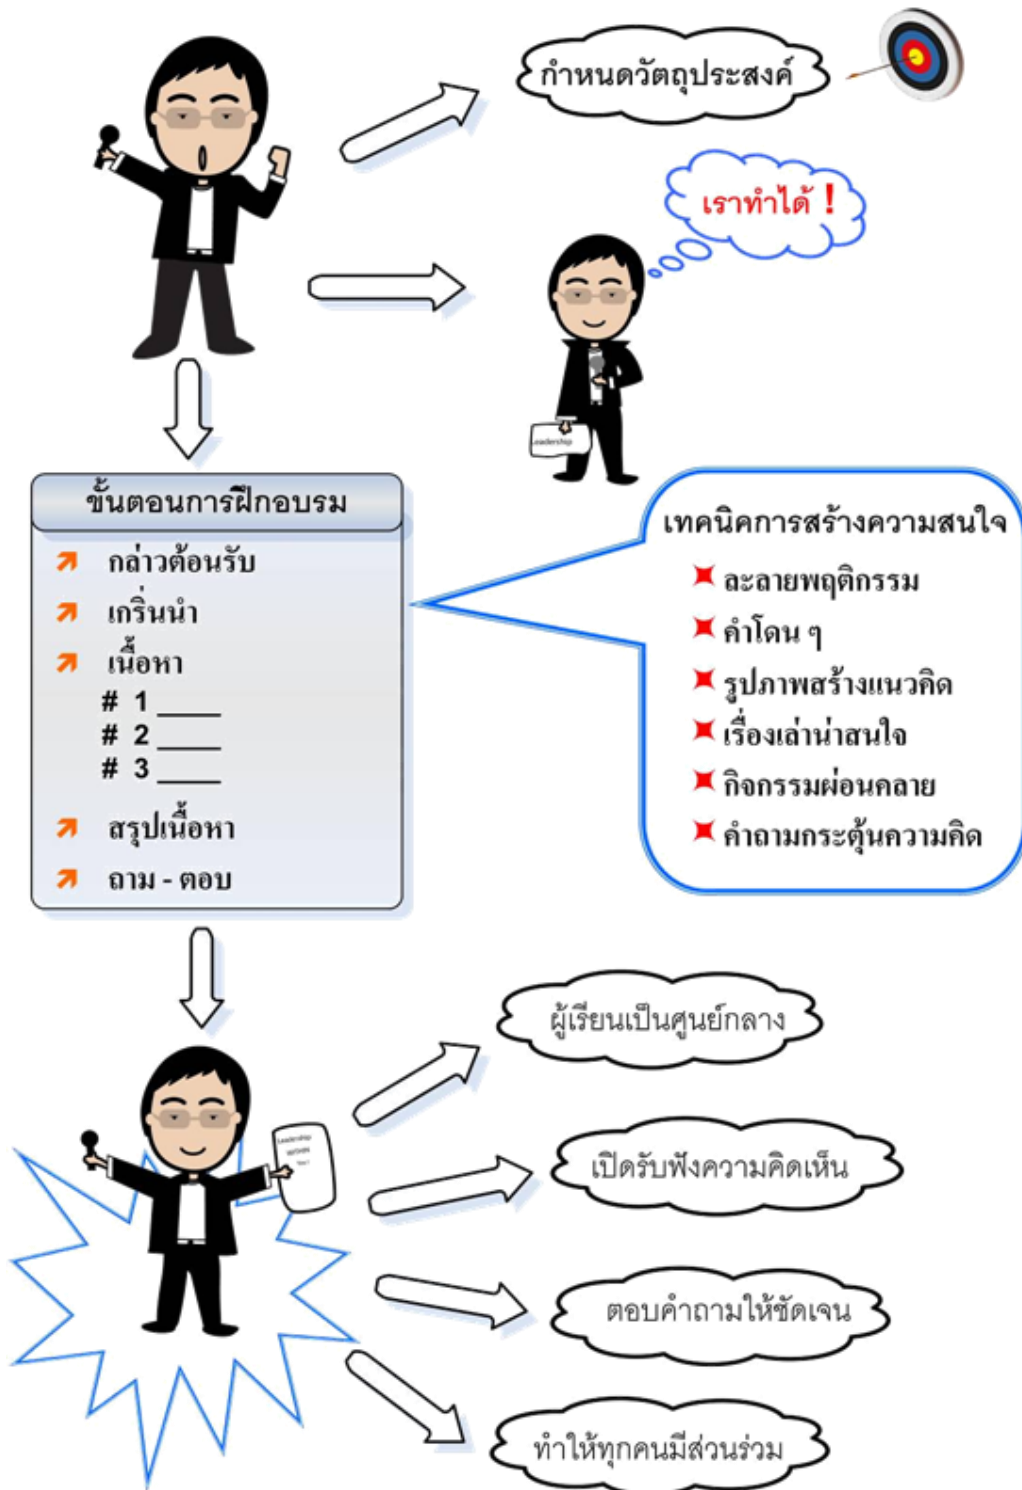 กำหนดวัตถุประสงค์
เราทำได้ !
Leadership
ขั้นตอนการฝึกอบรม
กล่าวต้อนรับ
เกริ่นนำ
เนื้อหา
# 1 ____
# 2 ____
# 3 ____
สรุปเนื้อหา
ถาม - ตอบ
เทคนิคการสร้างความสนใจ
ละลายพฤติกรรม
คำโดน ๆ
รูปภาพสร้างแนวคิด
เรื่องเล่าน่าสนใจ
กิจกรรมผ่อนคลาย
คำถามกระตุ้นความคิด
ผู้เรียนเป็นศูนย์กลาง
Leadership
WITHIN
You !
เปิดรับฟังความคิดเห็น
ตอบคำถามให้ชัดเจน
ทำให้ทุกคนมีส่วนร่วม